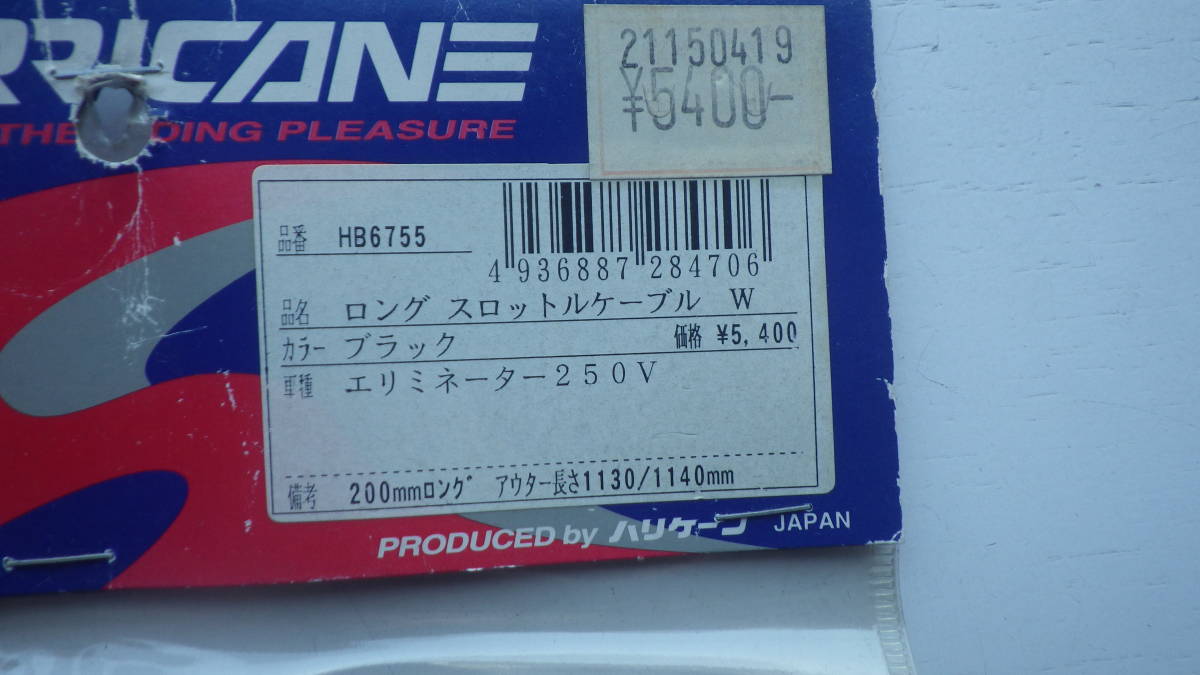 RRICANE
21150419
¥5400-
THE DING PLEASURE
品番 HB6755
4 936887 284706
品名 ロング スロットルケーブル W
カラー ブラック 価格 ¥5,400
車種 エリミネーター250V
備考 200mmロング アウター長さ1130/1140mm
PRODUCED by ハリケーン JAPAN